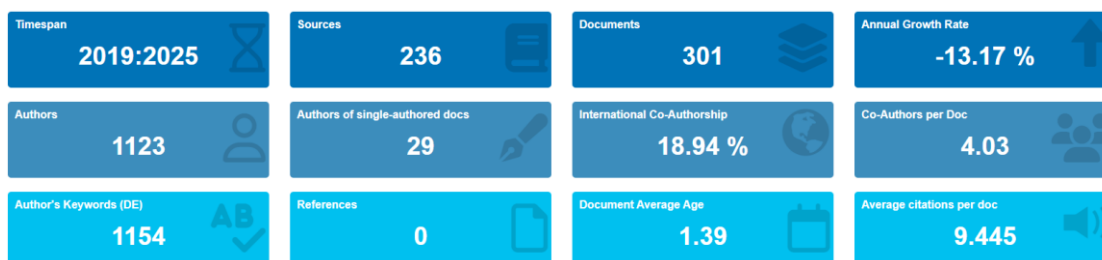 Timespan
2019:2025
Sources
236
Documents
301
Annual Growth Rate
-13.17 %
Authors
1123
Authors of single-authored docs
29
International Co-Authorship
18.94 %
Co-Authors per Doc
4.03
Author's Keywords (DE)
1154
AB
References
0
Document Average Age
1.39
Average citations per doc
9.445